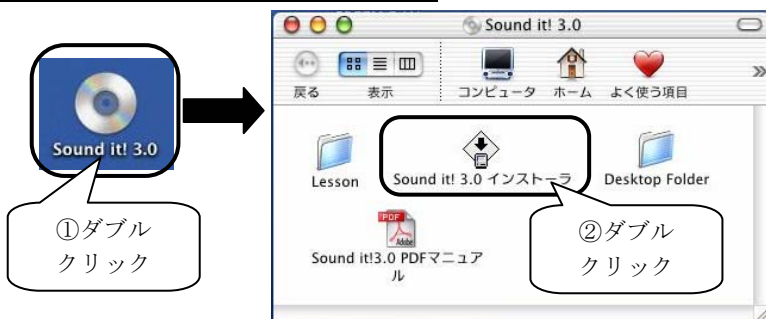 Sound it! 3.0
戻る
表示
コンピュータ
ホーム
よく使う項目
Sound it! 3.0
Lesson
Sound it! 3.0 インストーラ
Desktop Folder
①ダブル
クリック
②ダブル
クリック
PDF
Adobe
Sound it!3.0 PDFマニュア
ル